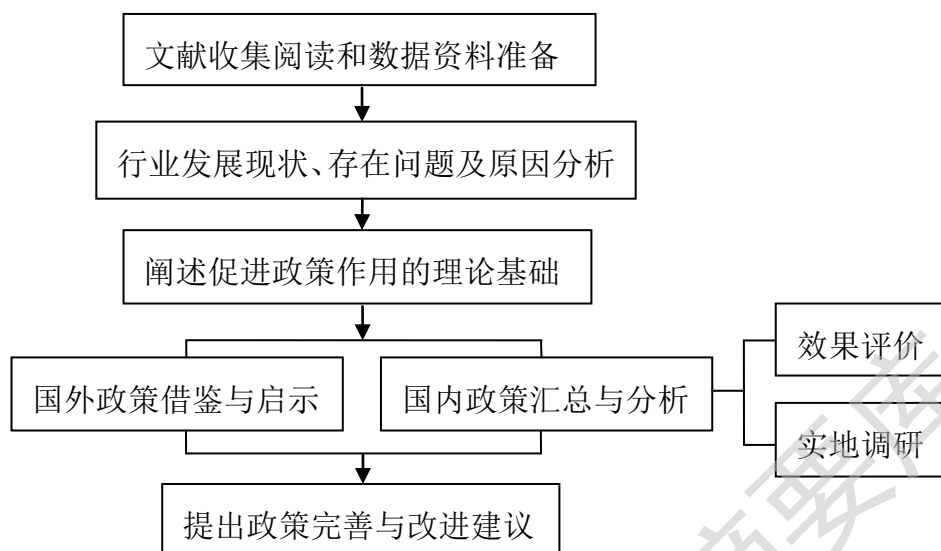 文献收集阅读和数据资料准备
行业发展现状、存在问题及原因分析
阐述促进政策作用的理论基础
国外政策借鉴与启示
国内政策汇总与分析
效果评价
实地调研
提出政策完善与改进建议
要库